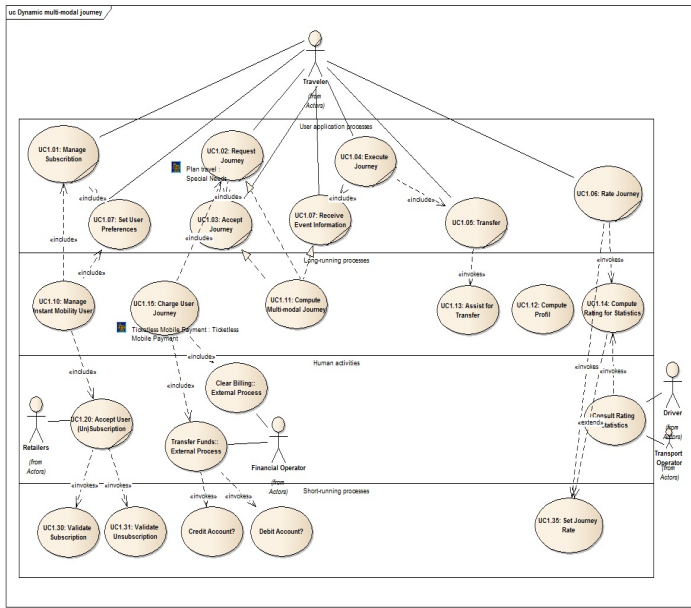 uc Dynamic multi-modal journey
Traveler
(from
Actors)
User application processes
UC1.01: Manage
Subscribtion
UC1.02: Request
Journey
UC1.04: Execute
Journey
Plan travel :
Special Needs
UC1.06: Rate Journey
«include»
«include»
«include»
«include»
UC1.07: Set User
Preferences
UC1.03: Accept
Journey
UC1.07: Receive
Event Information
UC1.05: Transfer
«include»
«include»
Long-running processes
«include»
«invokes»
«invokes»
UC1.10: Manage
Instant Mobility User
UC1.15: Charge User
Journey
UC1.11: Compute
Multi-modal Journey
UC1.13: Assist for
Transfer
UC1.12: Compute
Profil
UC1.14: Compute
Rating for Statistics
Ticketless Mobile Payment : Ticketless
Mobile Payment
«include»
«include»
Human activities
«include»
«invokes
«invokes»
Clear Billing::
External Process
Driver
UC1.20: Accept User
(Un)Subscription
Retailers
(from
Actors)
Transfer Funds::
External Process
Financial Operator
(from
Actors)
«extend»
Consult Rating
Statistics
Transport
Operator
(from
Actors)
Short-running processes
«invokes»
«invokes»
«invokes»
«invokes»
UC1.30: Validate
Subscription
UC1.31: Validate
Unsubscription
Credit Account?
Debit Account?
UC1.35: Set Journey
Rate